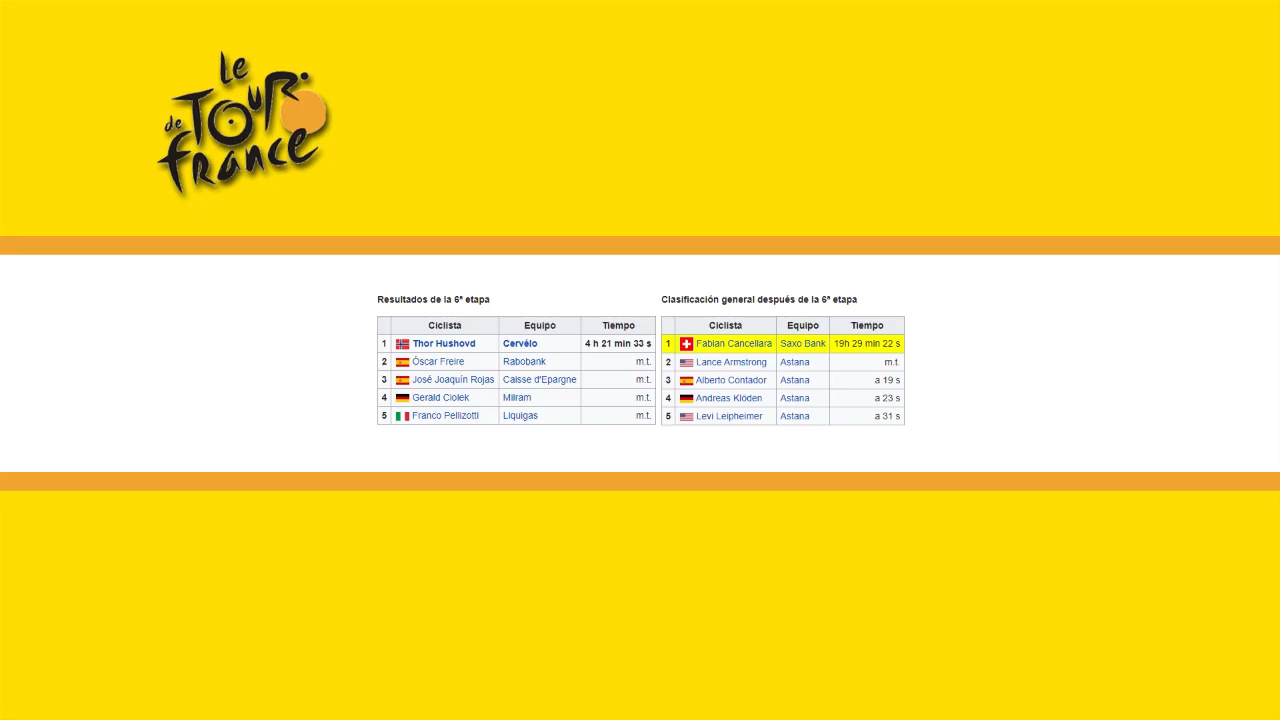 Le
de TOUR
france
Resultados de la 6ª etapa
Ciclista Equipo Tiempo
1 Thor Hushovd Cervélo 4 h 21 min 33 s
2 Óscar Freire Rabobank m.t.
3 José Joaquín Rojas Caisse d'Epargne m.t.
4 Gerald Ciolek Milram m.t.
5 Franco Pellizotti Liquigas m.t.
Clasificación general después de la 6ª etapa
Ciclista Equipo Tiempo
1 Fabian Cancellara Saxo Bank 19h 29 min 22 s
2 Lance Armstrong Astana m.t.
3 Alberto Contador Astana a 19 s
4 Andreas Klöden Astana a 23 s
5 Levi Leipheimer Astana a 31 s